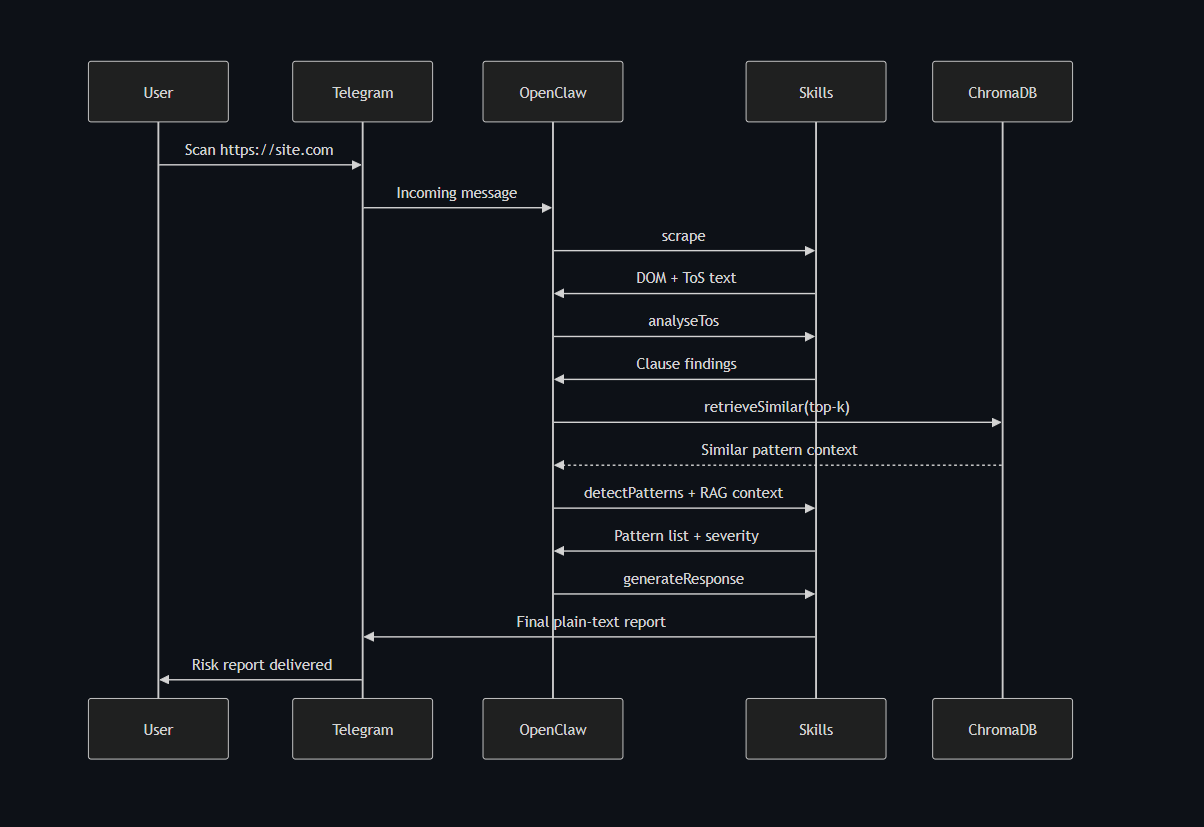 User
Telegram
OpenClaw
Skills
ChromaDB
Scan https://site.com
Incoming message
scrape
DOM + ToS text
analyseTos
Clause findings
retrieveSimilar(top-k)
Similar pattern context
detectPatterns + RAG context
Pattern list + severity
generateResponse
Final plain-text report
Risk report delivered
User
Telegram
OpenClaw
Skills
ChromaDB